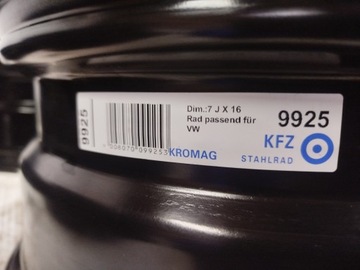 9925
Dim.:7 J X 16
Rad passend für
VW
9925
KFZ
KROMAG
STAHLRAD